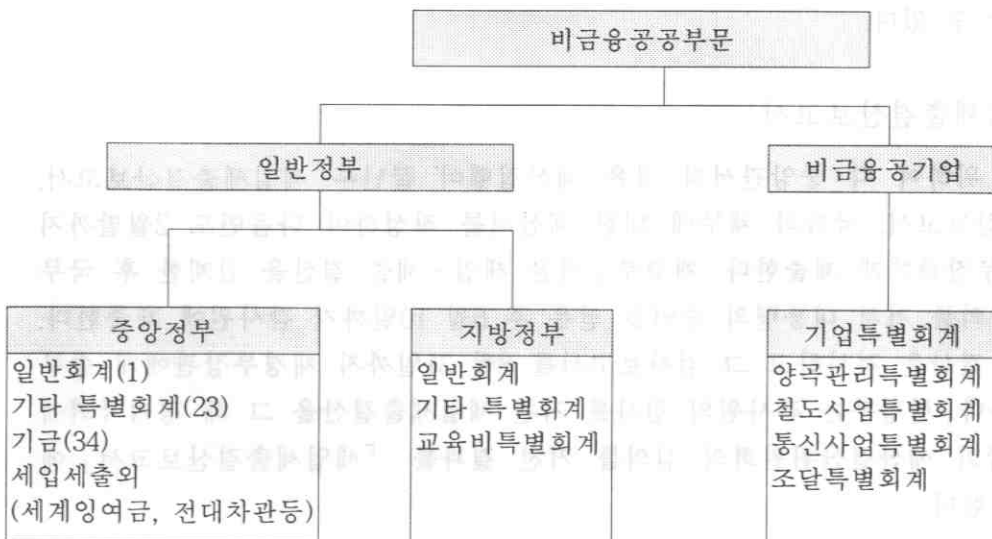 비금융공공부문
일반정부
비금융공기업
중앙정부
일반회계(1)
기타 특별회계(23)
기금(34)
세입세출외
(세계잉여금, 전대차관등)
지방정부
일반회계
기타 특별회계
교육비특별회계
기업특별회계
양곡관리특별회계
철도사업특별회계
통신사업특별회계
조달특별회계